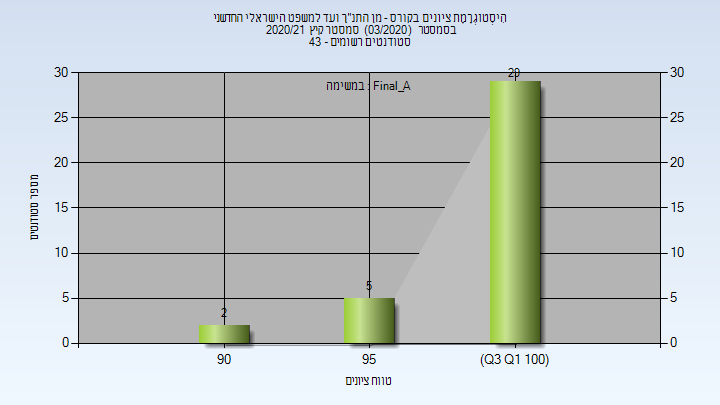 היסטוגרמת ציונים בקורס - מן התנ"ך ועד למשפט הישראלי החדשני
בסמסטר (03/2020) סמסטר קיץ 2020/21
סטודנטים רשומים - 43
במשימה : Final_A
30 30
25 25
20 20
15 15
10 10
5 5
0 0
29
5
2
מספר סטודנטים
90 95 (Q3 Q1 100)
טווח ציונים